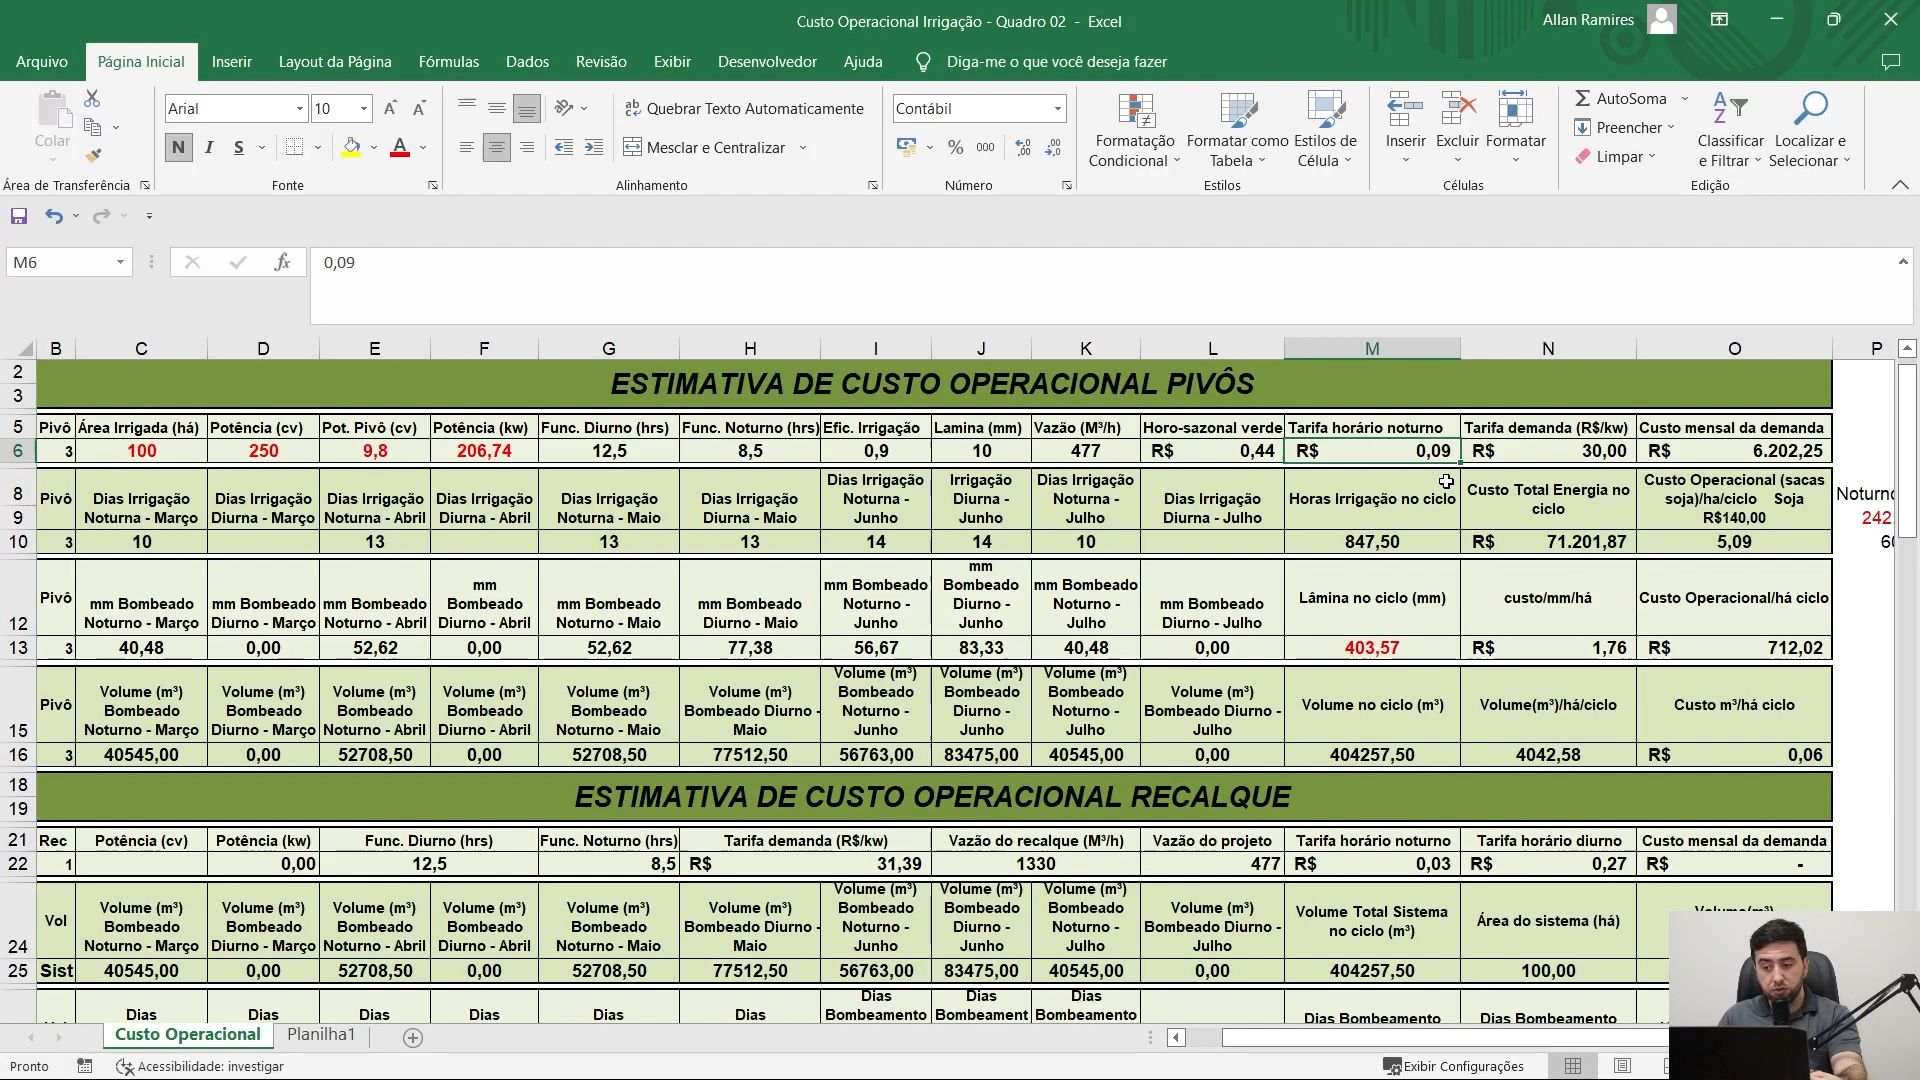 Custo Operacional Irrigação - Quadro 02 - Excel
Allan Ramires
Arquivo Página Inicial Inserir Layout da Página Fórmulas Dados Revisão Exibir Desenvolvedor Ajuda Diga-me o que você deseja fazer
Colar
Área de Transferência
Arial 10
N I S
Fonte
Quebrar Texto Automaticamente
Mesclar e Centralizar
Alinhamento
Contábil
% 000
Número
Formatação Condicional
Formatar como Tabela
Estilos de Célula
Estilos
Inserir Excluir Formatar
Células
AutoSoma
Preencher
Limpar
Classificar e Filtrar
Localizar e Selecionar
Edição
M6 fx 0,09
B C D E F G H I J K L M N O P
2
3
ESTIMATIVA DE CUSTO OPERACIONAL PIVÔS
5 Pivô Área Irrigada (há) Potência (cv) Pot. Pivô (cv) Potência (kw) Func. Diurno (hrs) Func. Noturno (hrs) Efic. Irrigação Lamina (mm) Vazão (M³/h) Horo-sazonal verde Tarifa horário noturno Tarifa demanda (R$/kw) Custo mensal da demanda
6 3 100 250 9,8 206,74 12,5 8,5 0,9 10 477 R$ 0,44 R$ 0,09 R$ 30,00 R$ 6.202,25
8
9
Pivô Dias Irrigação Noturna - Março Dias Irrigação Diurna - Março Dias Irrigação Noturna - Abril Dias Irrigação Diurna - Abril Dias Irrigação Noturna - Maio Dias Irrigação Diurna - Maio Dias Irrigação Noturna - Junho Irrigação Diurna - Junho Dias Irrigação Noturna - Julho Dias Irrigação Diurna - Julho Horas Irrigação no ciclo Custo Total Energia no ciclo Custo Operacional (sacas soja)/ha/ciclo Soja R$140,00
Noturno
242
10 3 10 13 13 13 14 14 10 847,50 R$ 71.201,87 5,09
12 Pivô mm Bombeado Noturno - Março mm Bombeado Diurno - Março mm Bombeado Noturno - Abril mm Bombeado Diurno - Abril mm Bombeado Noturno - Maio mm Bombeado Diurno - Maio mm Bombeado Noturno - Junho mm Bombeado Diurno - Junho mm Bombeado Noturno - Julho mm Bombeado Diurno - Julho Lâmina no ciclo (mm) custo/mm/há Custo Operacional/há ciclo
13 3 40,48 0,00 52,62 0,00 52,62 77,38 56,67 83,33 40,48 0,00 403,57 R$ 1,76 R$ 712,02
15 Pivô Volume (m³) Bombeado Noturno - Março Volume (m³) Bombeado Diurno - Março Volume (m³) Bombeado Noturno - Abril Volume (m³) Bombeado Diurno - Abril Volume (m³) Bombeado Noturno - Maio Volume (m³) Bombeado Diurno - Maio Volume (m³) Bombeado Noturno - Junho Volume (m³) Bombeado Diurno - Junho Volume (m³) Bombeado Noturno - Julho Volume (m³) Bombeado Diurno - Julho Volume no ciclo (m³) Volume(m³)/há/ciclo Custo m³/há ciclo
16 3 40545,00 0,00 52708,50 0,00 52708,50 77512,50 56763,00 83475,00 40545,00 0,00 404257,50 4042,58 R$ 0,06
18
19
ESTIMATIVA DE CUSTO OPERACIONAL RECALQUE
21 Rec Potência (cv) Potência (kw) Func. Diurno (hrs) Func. Noturno (hrs) Tarifa demanda (R$/kw) Vazão do recalque (M³/h) Vazão do projeto Tarifa horário noturno Tarifa horário diurno Custo mensal da demanda
22 1 0,00 12,5 8,5 R$ 31,39 1330 477 R$ 0,03 R$ 0,27 R$ -
24 Vol Volume (m³) Bombeado Noturno - Março Volume (m³) Bombeado Diurno - Março Volume (m³) Bombeado Noturno - Abril Volume (m³) Bombeado Diurno - Abril Volume (m³) Bombeado Noturno - Maio Volume (m³) Bombeado Diurno - Maio Volume (m³) Bombeado Noturno - Junho Volume (m³) Bombeado Diurno - Junho Volume (m³) Bombeado Noturno - Julho Volume (m³) Bombeado Diurno - Julho Volume Total Sistema no ciclo (m³) Área do sistema (há)
25 Sist 40545,00 0,00 52708,50 0,00 52708,50 77512,50 56763,00 83475,00 40545,00 0,00 404257,50 100,00
Dias Dias Dias Dias Dias Dias Dias Bombeamento Dias Bombeament Dias Bombeamento Dias Bombeamento Dias Bombeamento
Custo Operacional Planilha1
Pronto Acessibilidade: investigar Exibir Configurações